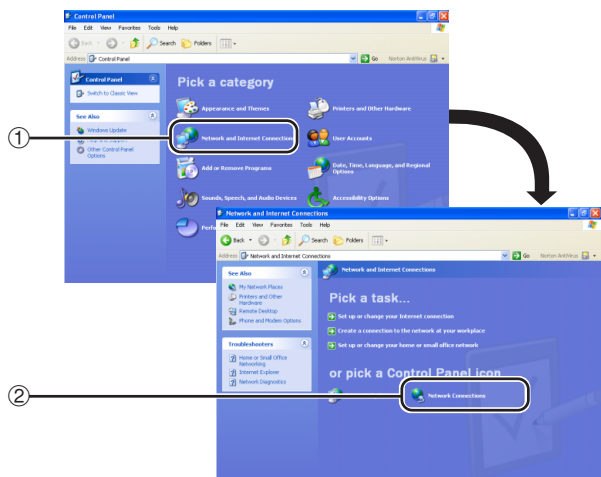 Control Panel
File Edit View Favorites Tools Help
Back Search Folders
Address Control Panel Go Norton AntiVirus
Control Panel
Switch to Classic View
See Also
Windows Update
Help and Support
Other Control Panel
Options
Pick a category
Appearance and Themes
Printers and Other Hardware
Network and Internet Connections
User Accounts
Add or Remove Programs
Date, Time, Language, and Regional
Options
Sounds, Speech, and Audio Devices
Accessibility Options
Perfo
①
Network and Internet Connections
File Edit View Favorites Tools Help
Back Search Folders
Address Network and Internet Connections Go Norton AntiVirus
See Also
My Network Places
Printers and Other
Hardware
Remote Desktop
Phone and Modem Options
Troubleshooters
Home or Small Office
Networking
Internet Explorer
Network Diagnostics
Network and Internet Connections
Pick a task...
Set up or change your Internet connection
Create a connection to the network at your workplace
Set up or change your home or small office network
or pick a Control Panel icon
Network Connections
②